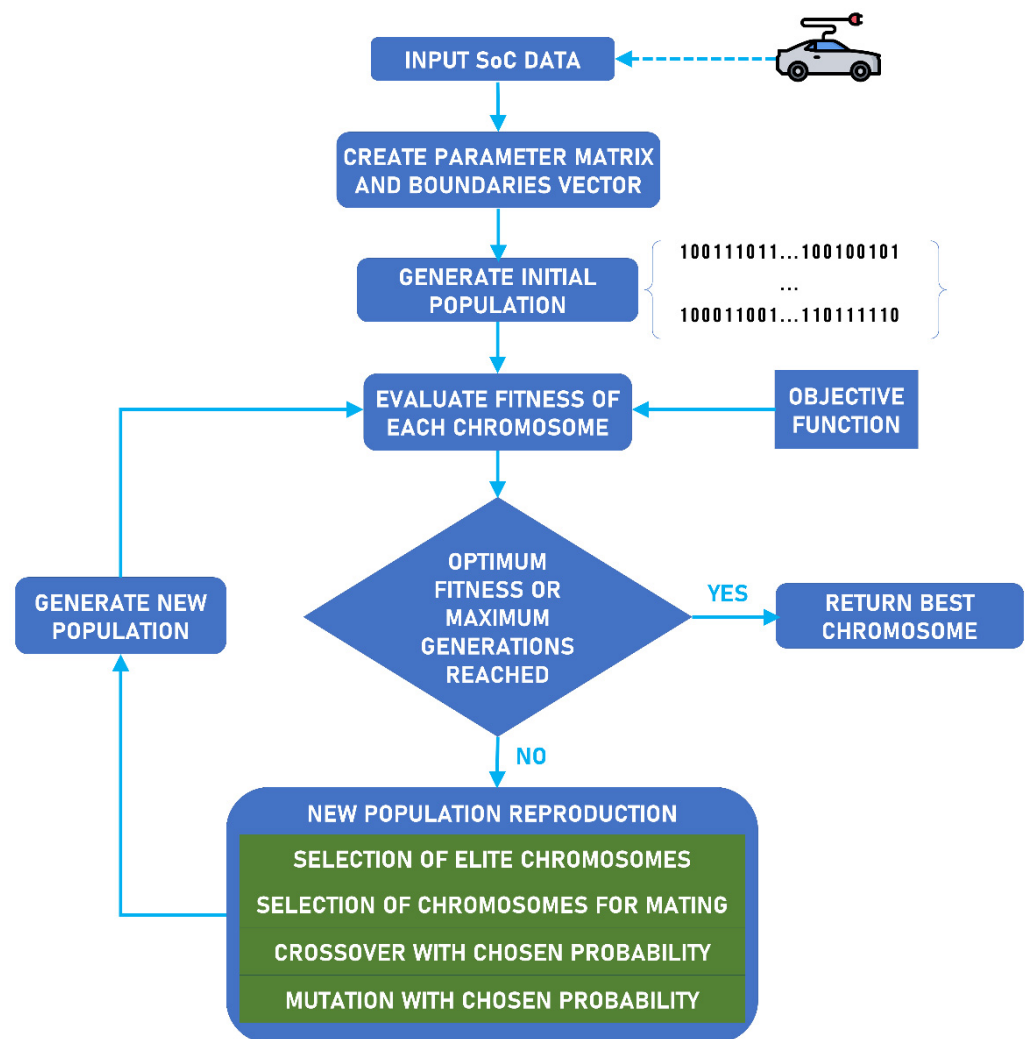 INPUT SoC DATA
CREATE PARAMETER MATRIX
AND BOUNDARIES VECTOR
GENERATE INITIAL
POPULATION
100111011...100100101
...
100011001...110111110
EVALUATE FITNESS OF
EACH CHROMOSOME
OBJECTIVE
FUNCTION
OPTIMUM
FITNESS OR
MAXIMUM
GENERATIONS
REACHED
YES
RETURN BEST
CHROMOSOME
GENERATE NEW
POPULATION
NO
NEW POPULATION REPRODUCTION
SELECTION OF ELITE CHROMOSOMES
SELECTION OF CHROMOSOMES FOR MATING
CROSSOVER WITH CHOSEN PROBABILITY
MUTATION WITH CHOSEN PROBABILITY